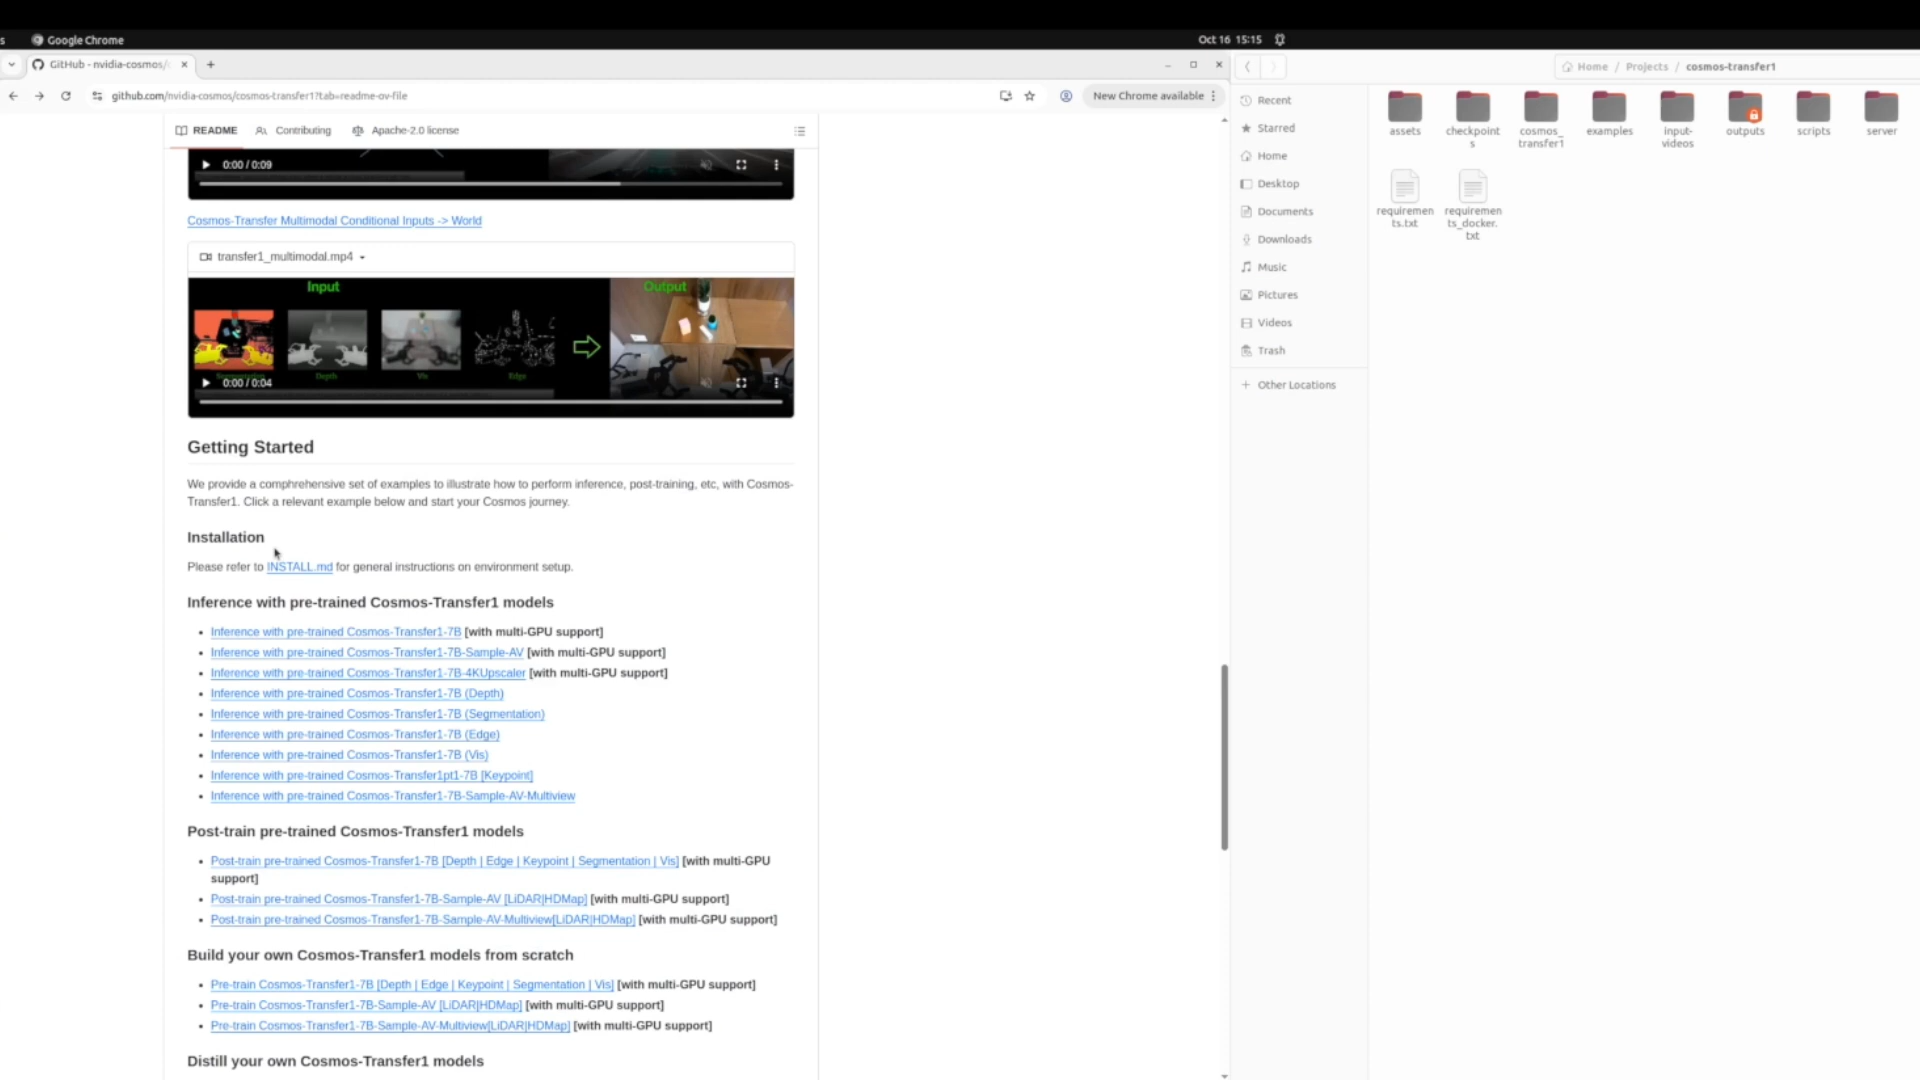 s Google Chrome
Oct 16 15:15
GitHub - nvidia-cosmos/
github.com/nvidia-cosmos/cosmos-transfer1?tab=readme-ov-file
New Chrome available
README
Contributing
Apache-2.0 license
0:00 / 0:09
Cosmos-Transfer Multimodal Conditional Inputs -> World
transfer1_multimodal.mp4
Input
Output
Segmentation
Depth
Vis
Edge
0:00 / 0:04
Getting Started
We provide a comphrehensive set of examples to illustrate how to perform inference, post-training, etc, with Cosmos-
Transfer1. Click a relevant example below and start your Cosmos journey.
Installation
Please refer to INSTALL.md for general instructions on environment setup.
Inference with pre-trained Cosmos-Transfer1 models
• Inference with pre-trained Cosmos-Transfer1-7B [with multi-GPU support]
• Inference with pre-trained Cosmos-Transfer1-7B-Sample-AV [with multi-GPU support]
• Inference with pre-trained Cosmos-Transfer1-7B-4KUpscaler [with multi-GPU support]
• Inference with pre-trained Cosmos-Transfer1-7B (Depth)
• Inference with pre-trained Cosmos-Transfer1-7B (Segmentation)
• Inference with pre-trained Cosmos-Transfer1-7B (Edge)
• Inference with pre-trained Cosmos-Transfer1-7B (Vis)
• Inference with pre-trained Cosmos-Transfer1pt1-7B [Keypoint]
• Inference with pre-trained Cosmos-Transfer1-7B-Sample-AV-Multiview
Post-train pre-trained Cosmos-Transfer1 models
• Post-train pre-trained Cosmos-Transfer1-7B [Depth | Edge | Keypoint | Segmentation | Vis] [with multi-GPU
support]
• Post-train pre-trained Cosmos-Transfer1-7B-Sample-AV [LiDAR|HDMap] [with multi-GPU support]
• Post-train pre-trained Cosmos-Transfer1-7B-Sample-AV-Multiview[LiDAR|HDMap] [with multi-GPU support]
Build your own Cosmos-Transfer1 models from scratch
• Pre-train Cosmos-Transfer1-7B [Depth | Edge | Keypoint | Segmentation | Vis] [with multi-GPU support]
• Pre-train Cosmos-Transfer1-7B-Sample-AV [LiDAR|HDMap] [with multi-GPU support]
• Pre-train Cosmos-Transfer1-7B-Sample-AV-Multiview[LiDAR|HDMap] [with multi-GPU support]
Distill your own Cosmos-Transfer1 models
Home / Projects / cosmos-transfer1
Recent
Starred
Home
Desktop
Documents
Downloads
Music
Pictures
Videos
Trash
+ Other Locations
assets
checkpoint
s
cosmos_
transfer1
examples
input-
videos
outputs
scripts
server
requiremen
ts.txt
requiremen
ts_docker.
txt